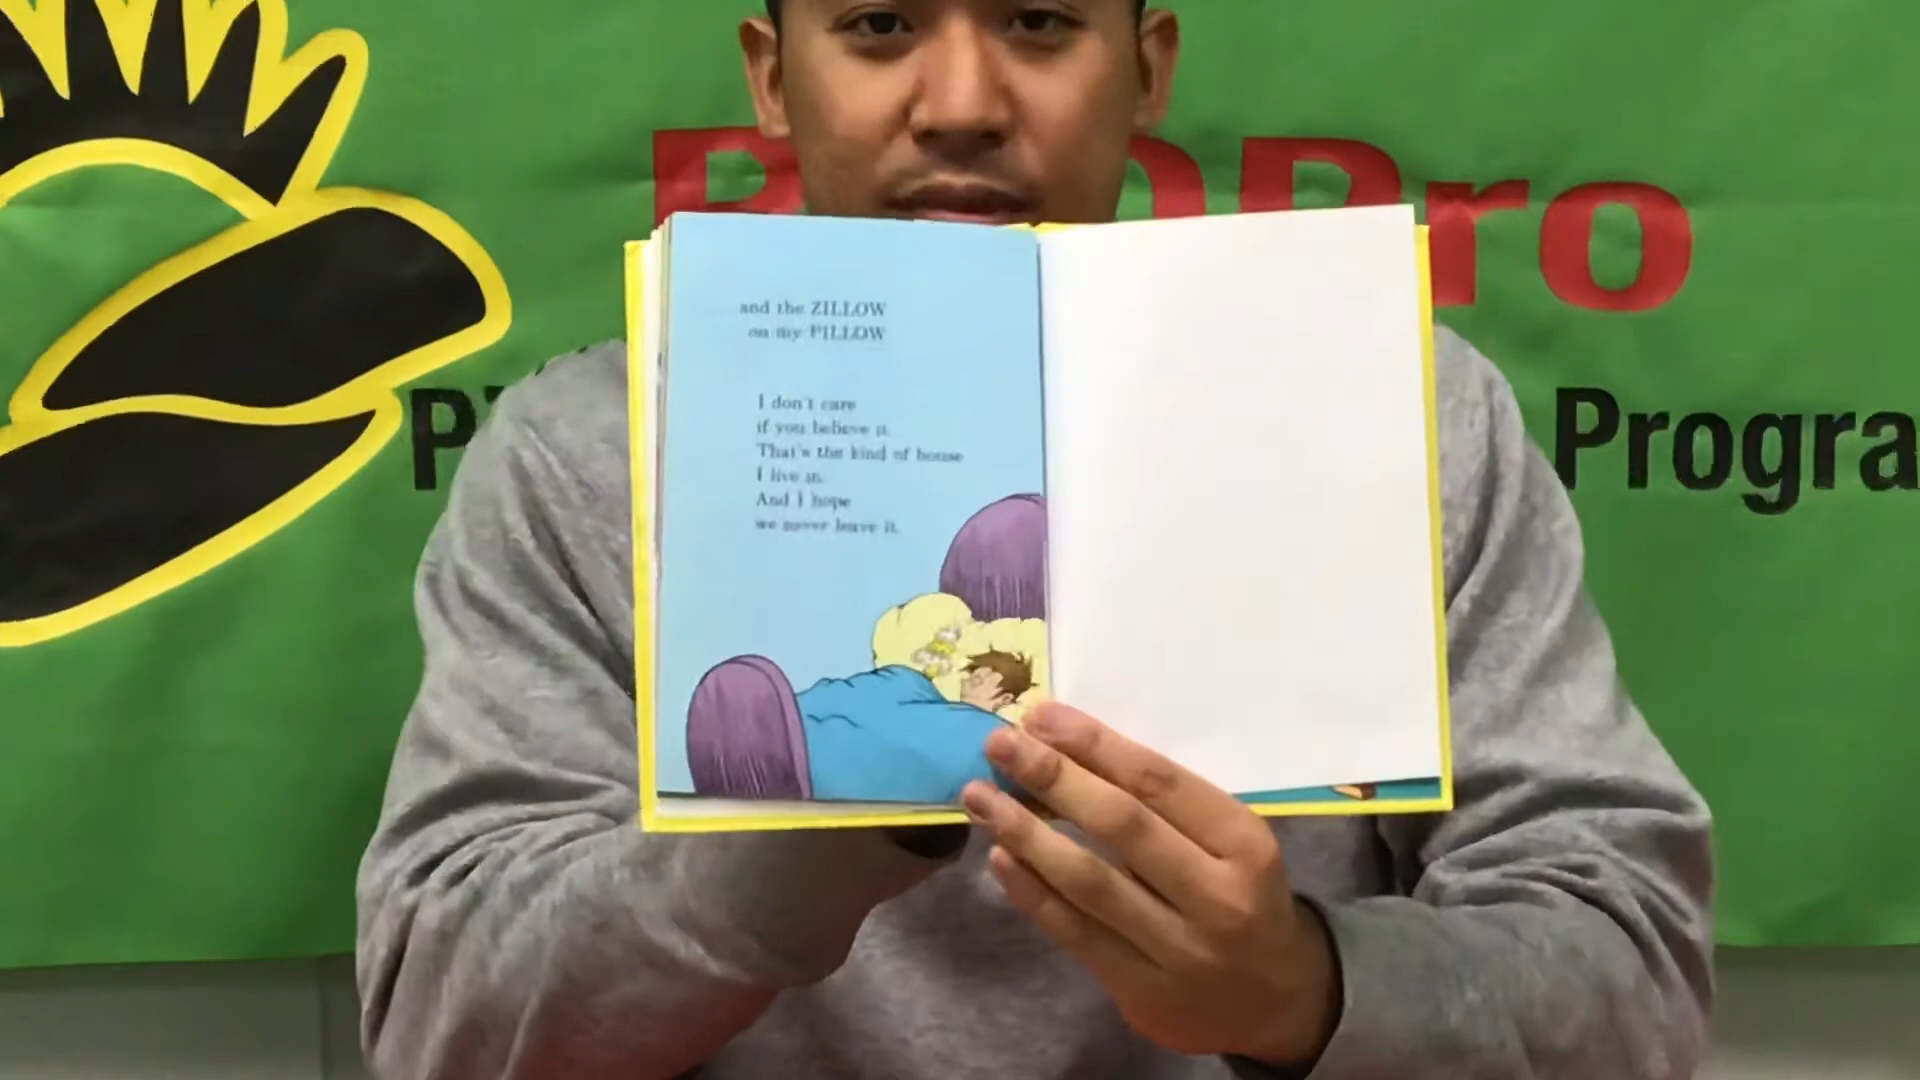 Pro
Progra
and the ZILLOW
on my PILLOW
I don't care
if you believe it.
That's the kind of house
I live in.
And I hope
we never leave it.